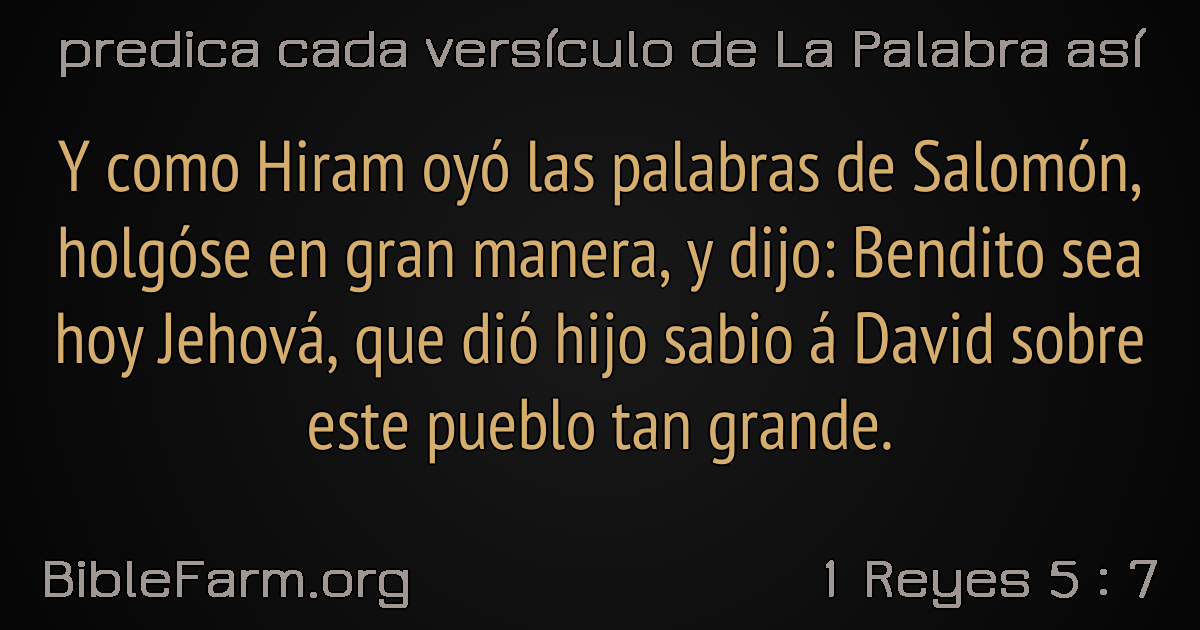 predica cada versículo de La Palabra así
Y como Hiram oyó las palabras de Salomón,
holgóse en gran manera, y dijo: Bendito sea
hoy Jehová, que dió hijo sabio á David sobre
este pueblo tan grande.
BibleFarm.org
1 Reyes 5 : 7